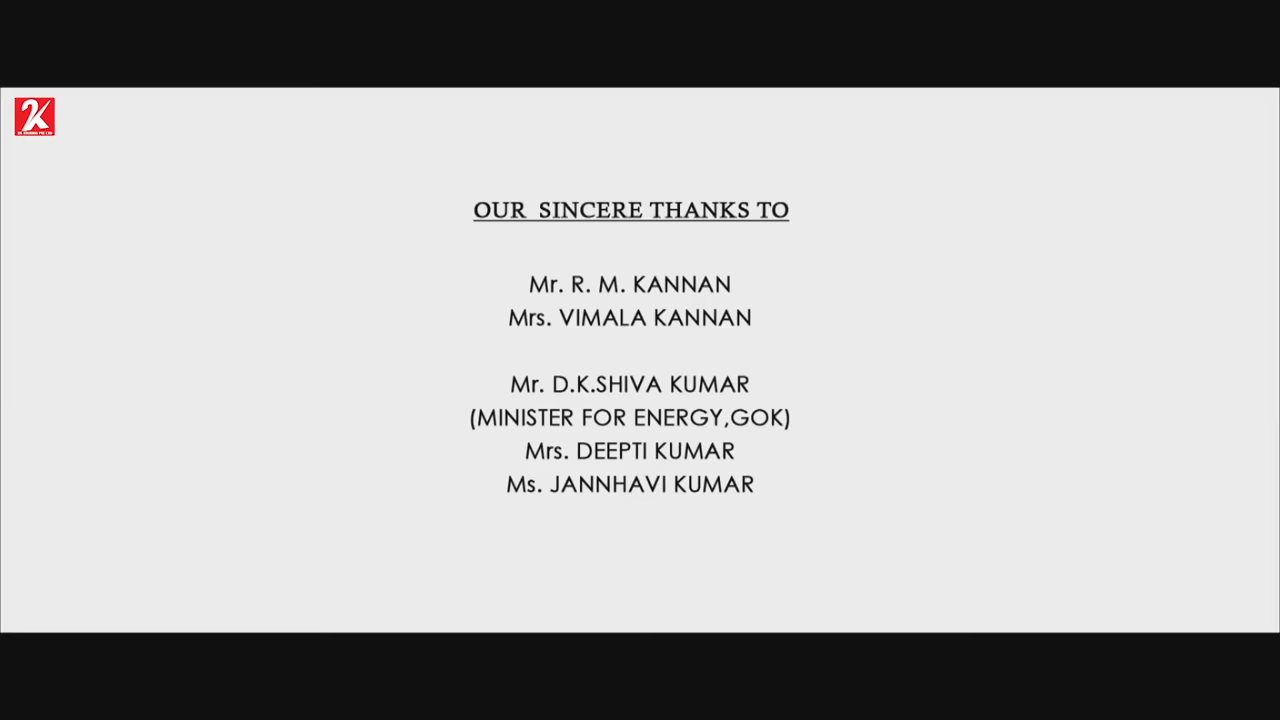 2K
OUR SINCERE THANKS TO
Mr. R. M. KANNAN
Mrs. VIMALA KANNAN
Mr. D.K.SHIVA KUMAR
(MINISTER FOR ENERGY,GOK)
Mrs. DEEPTI KUMAR
Ms. JANNHAVI KUMAR